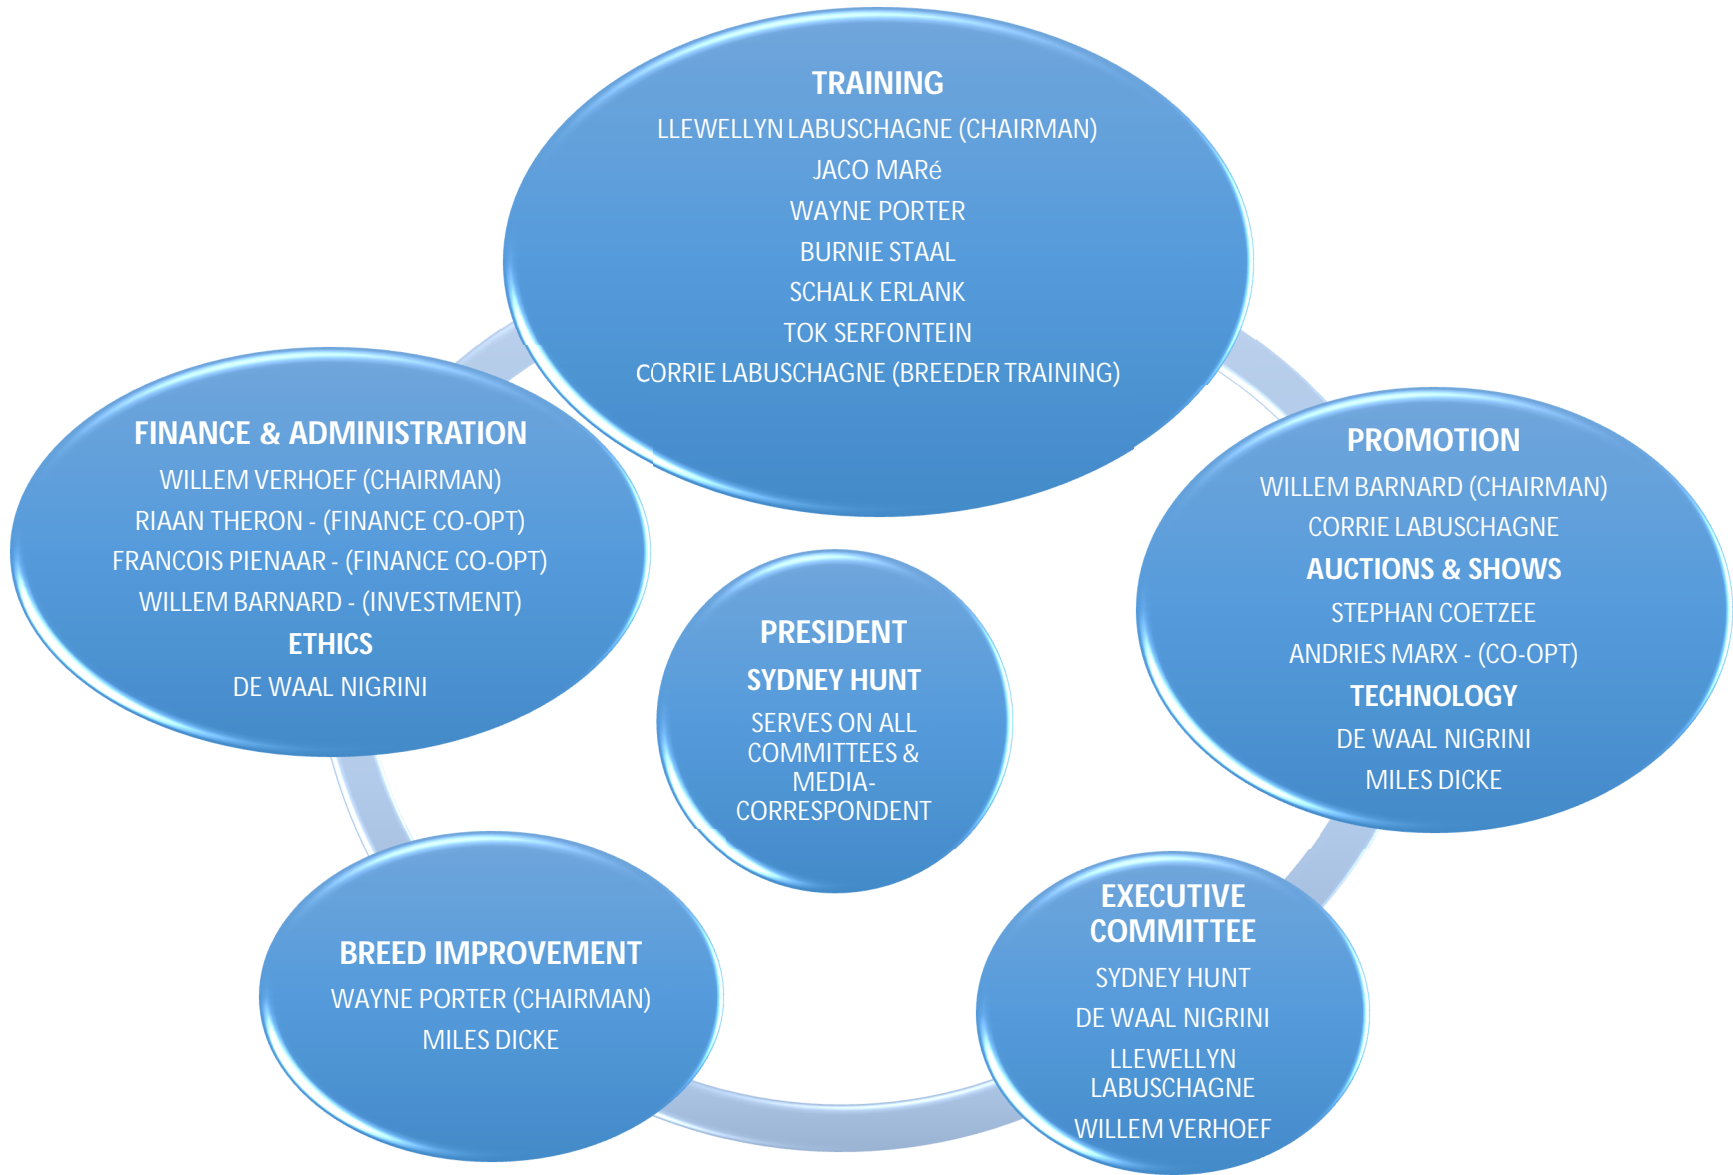 TRAINING
LLEWELLYN LABUSCHAGNE (CHAIRMAN)
JACO MARé
WAYNE PORTER
BURNIE STAAL
SCHALK ERLANK
TOK SERFONTEIN
CORRIE LABUSCHAGNE (BREEDER TRAINING)
FINANCE & ADMINISTRATION
WILLEM VERHOEF (CHAIRMAN)
RIAAN THERON - (FINANCE CO-OPT)
FRANCOIS PIENAAR - (FINANCE CO-OPT)
WILLEM BARNARD - (INVESTMENT)
ETHICS
DE WAAL NIGRINI
PROMOTION
WILLEM BARNARD (CHAIRMAN)
CORRIE LABUSCHAGNE
AUCTIONS & SHOWS
STEPHAN COETZEE
ANDRIES MARX - (CO-OPT)
TECHNOLOGY
DE WAAL NIGRINI
MILES DICKE
PRESIDENT
SYDNEY HUNT
SERVES ON ALL
COMMITTEES &
MEDIA-
CORRESPONDENT
BREED IMPROVEMENT
WAYNE PORTER (CHAIRMAN)
MILES DICKE
EXECUTIVE
COMMITTEE
SYDNEY HUNT
DE WAAL NIGRINI
LLEWELLYN
LABUSCHAGNE
WILLEM VERHOEF